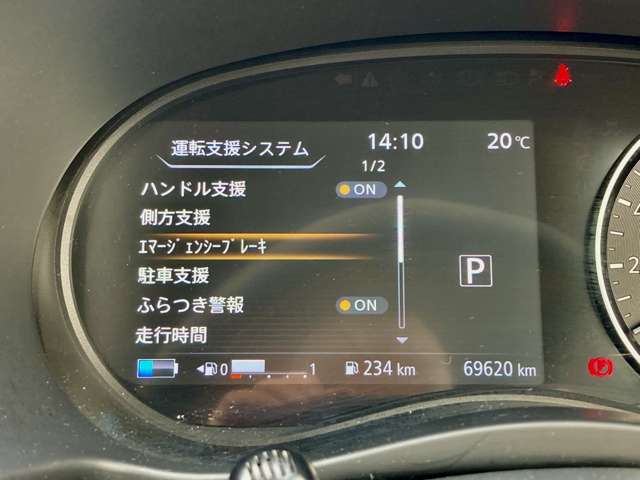 運転支援システム 14:10 20℃
1/2
ハンドル支援 ON
側方支援
ｴﾏｰｼﾞｪﾝｼｰﾌﾞﾚｰｷ
駐車支援
P
ふらつき警報 ON
走行時間
0 1 234 km 69620 km